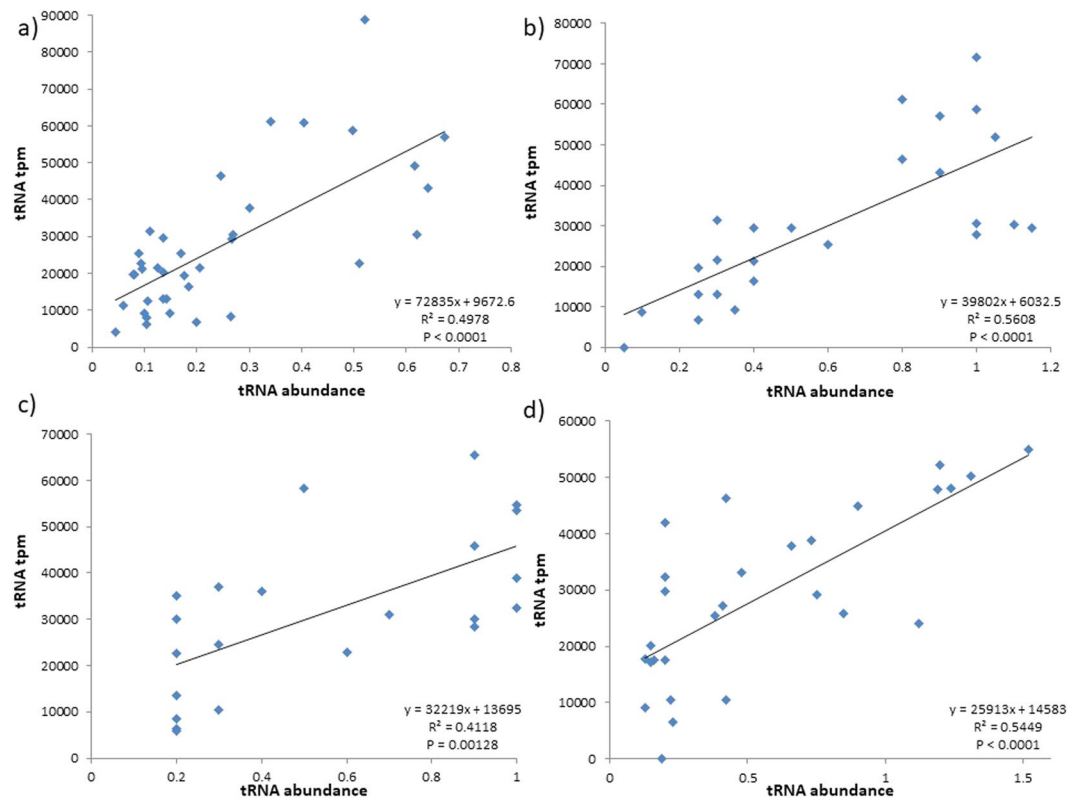 a)
90000
80000
70000
60000
50000
40000
30000
20000
10000
0
tRNA tpm
0 0.1 0.2 0.3 0.4 0.5 0.6 0.7 0.8
tRNA abundance
y = 72835x + 9672.6
R² = 0.4978
P < 0.0001
b)
80000
70000
60000
50000
40000
30000
20000
10000
0
tRNA tpm
0 0.2 0.4 0.6 0.8 1 1.2
tRNA abundance
y = 39802x + 6032.5
R² = 0.5608
P < 0.0001
c)
70000
60000
50000
40000
30000
20000
10000
0
tRNA tpm
0 0.2 0.4 0.6 0.8 1
tRNA abundance
y = 32219x + 13695
R² = 0.4118
P = 0.00128
d)
60000
50000
40000
30000
20000
10000
0
tRNA tpm
0 0.5 1 1.5
tRNA abundance
y = 25913x + 14583
R² = 0.5449
P < 0.0001